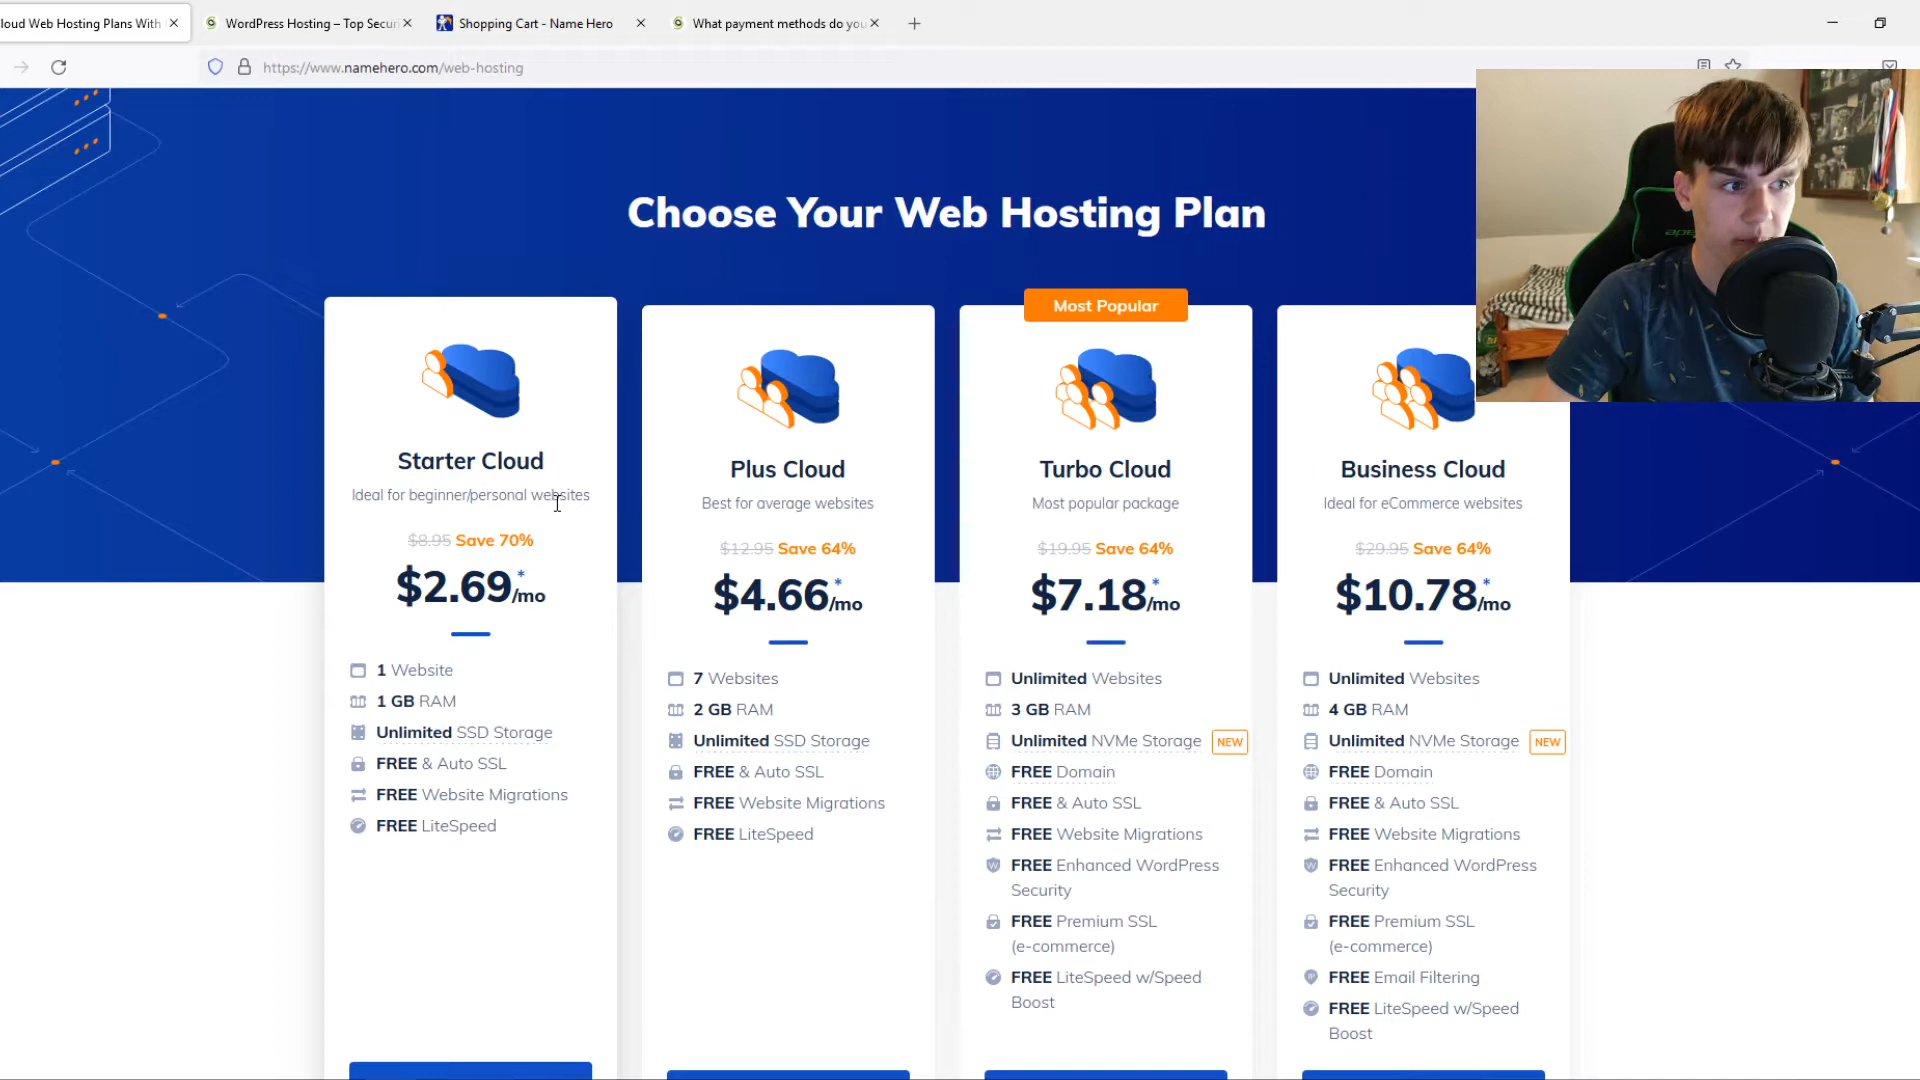 Cloud Web Hosting Plans With
WordPress Hosting – Top Securi
Shopping Cart - Name Hero
What payment methods do you
https://www.namehero.com/web-hosting
Choose Your Web Hosting Plan
Starter Cloud
Ideal for beginner/personal websites
$8.95 Save 70%
$2.69*/mo
1 Website
1 GB RAM
Unlimited SSD Storage
FREE & Auto SSL
FREE Website Migrations
FREE LiteSpeed
Plus Cloud
Best for average websites
$12.95 Save 64%
$4.66*/mo
7 Websites
2 GB RAM
Unlimited SSD Storage
FREE & Auto SSL
FREE Website Migrations
FREE LiteSpeed
Most Popular
Turbo Cloud
Most popular package
$19.95 Save 64%
$7.18*/mo
Unlimited Websites
3 GB RAM
Unlimited NVMe Storage NEW
FREE Domain
FREE & Auto SSL
FREE Website Migrations
FREE Enhanced WordPress
Security
FREE Premium SSL
(e-commerce)
FREE LiteSpeed w/Speed
Boost
Business Cloud
Ideal for eCommerce websites
$29.95 Save 64%
$10.78*/mo
Unlimited Websites
4 GB RAM
Unlimited NVMe Storage NEW
FREE Domain
FREE & Auto SSL
FREE Website Migrations
FREE Enhanced WordPress
Security
FREE Premium SSL
(e-commerce)
FREE Email Filtering
FREE LiteSpeed w/Speed
Boost